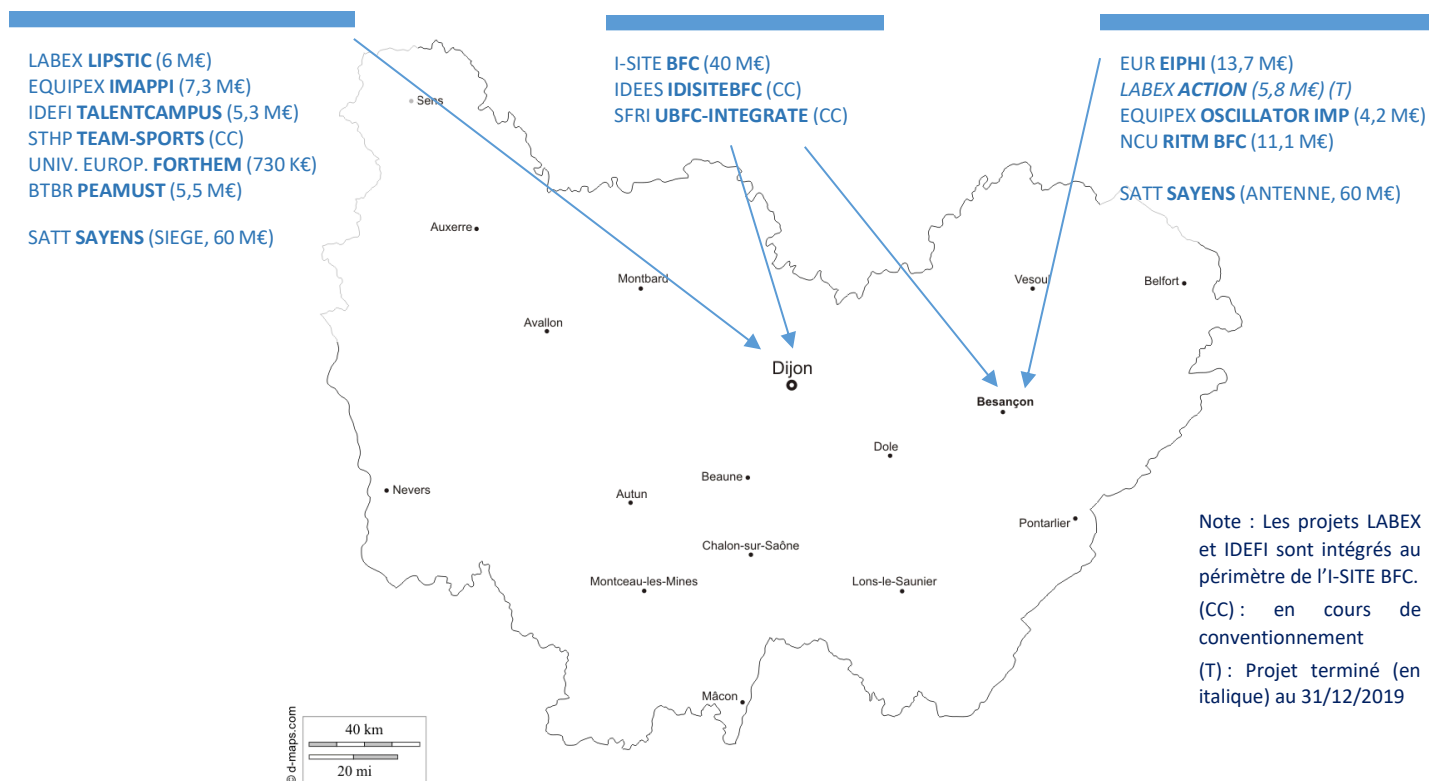 LABEX LIPSTIC (6 M€)
EQUIPEX IMAPPI (7,3 M€)
IDEFI TALENTCAMPUS (5,3 M€)
STHP TEAM-SPORTS (CC)
UNIV. EUROP. FORTHEM (730 K€)
BTBR PEAMUST (5,5 M€)
SATT SAYENS (SIEGE, 60 M€)
I-SITE BFC (40 M€)
IDEES IDISITEBFC (CC)
SFRI UBFC-INTEGRATE (CC)
EUR EIPHI (13,7 M€)
LABEX ACTION (5,8 M€) (T)
EQUIPEX OSCILLATOR IMP (4,2 M€)
NCU RITM BFC (11,1 M€)
SATT SAYENS (ANTENNE, 60 M€)
Sens
Auxerre
Montbard
Vesoul
Belfort
Avallon
Dijon
Besançon
Dole
Beaune
Nevers
Autun
Pontarlier
Chalon-sur-Saône
Montceau-les-Mines
Lons-le-Saunier
Mâcon
Note : Les projets LABEX
et IDEFI sont intégrés au
périmètre de l'I-SITE BFC.
(CC) : en cours de
conventionnement
(T) : Projet terminé (en
italique) au 31/12/2019
© d-maps.com
40 km
20 mi